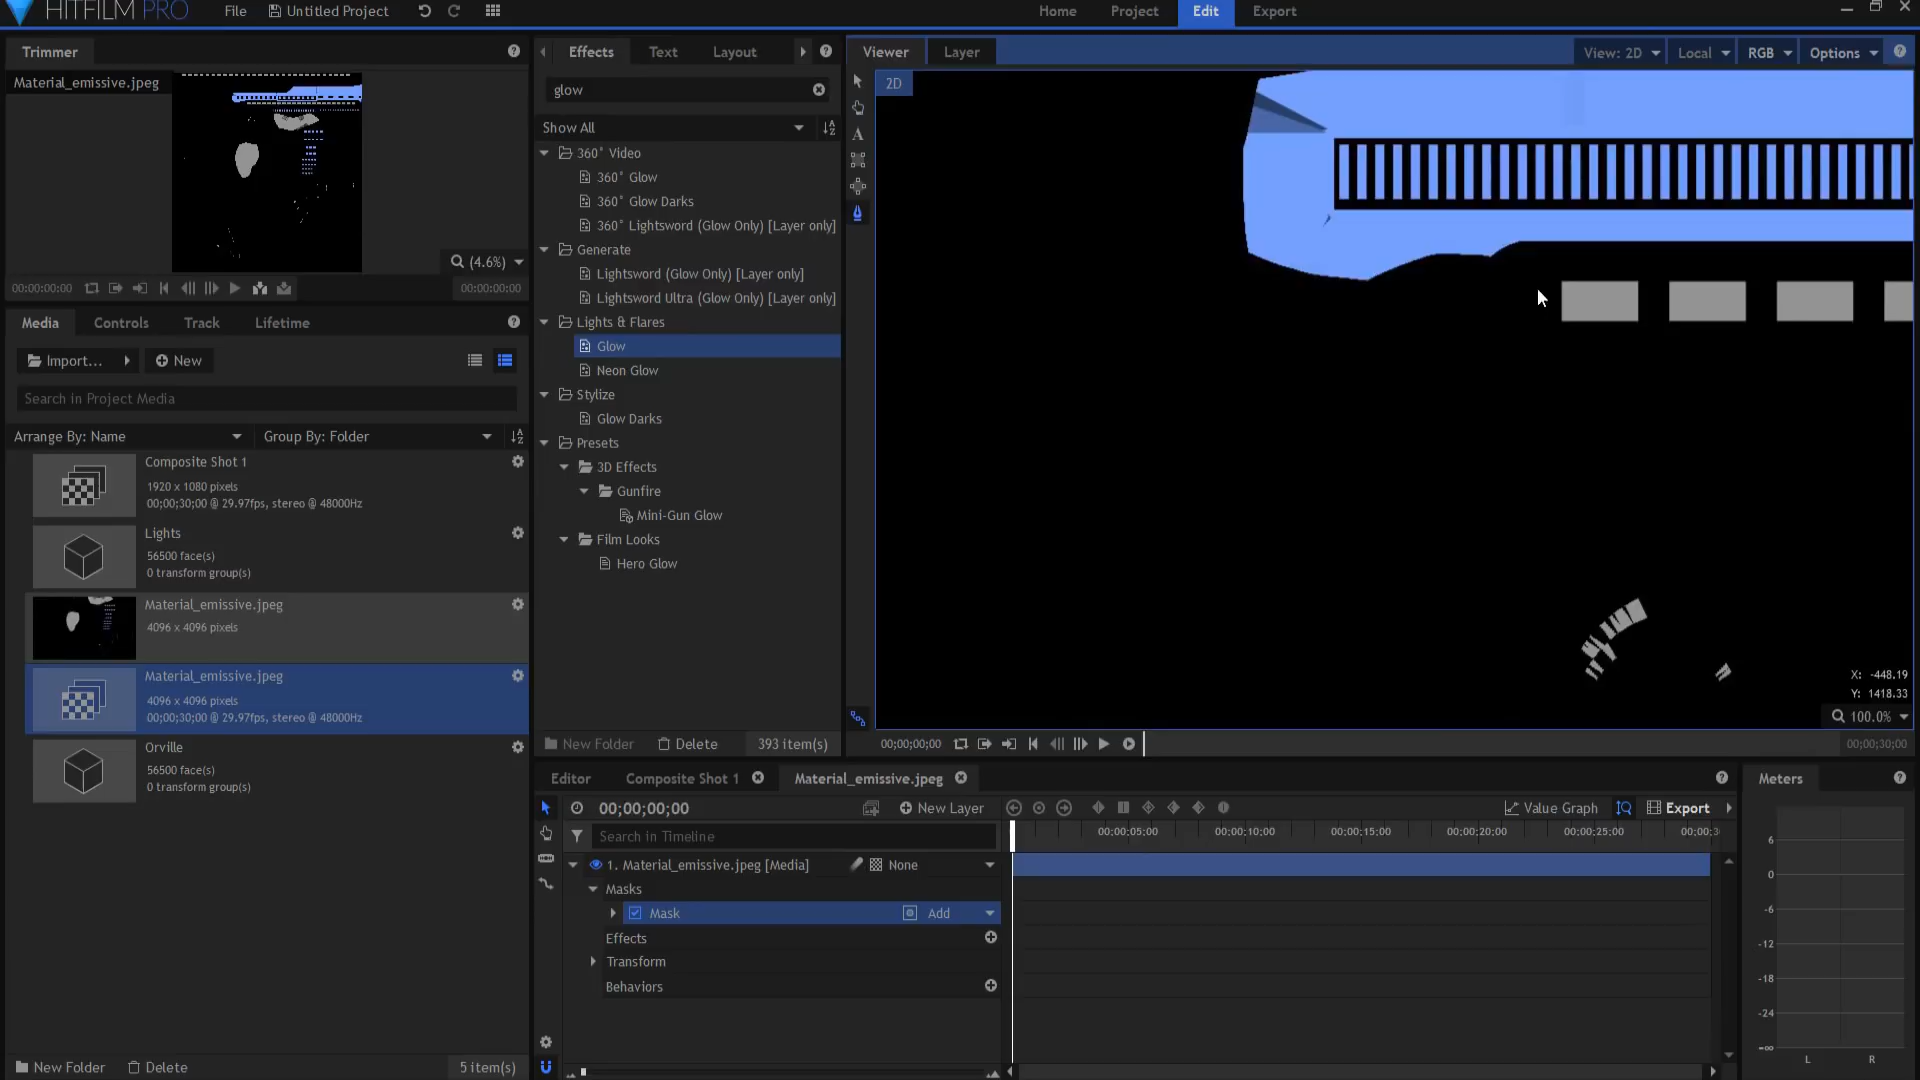 HITFILM PRO
File
Untitled Project
Home
Project
Edit
Export
Trimmer
Material_emissive.jpeg
(4.6%)
00:00:00:00
00:00:00:00
Media
Controls
Track
Lifetime
Import...
New
Search in Project Media
Arrange By: Name
Group By: Folder
Composite Shot 1
1920 x 1080 pixels
00;00;30;00 @ 29.97fps, stereo @ 48000Hz
Lights
56500 face(s)
0 transform group(s)
Material_emissive.jpeg
4096 x 4096 pixels
Material_emissive.jpeg
4096 x 4096 pixels
00;00;30;00 @ 29.97fps, stereo @ 48000Hz
Orville
56500 face(s)
0 transform group(s)
New Folder
Delete
5 item(s)
Effects
Text
Layout
glow
Show All
360° Video
360° Glow
360° Glow Darks
360° Lightsword (Glow Only) [Layer only]
Generate
Lightsword (Glow Only) [Layer only]
Lightsword Ultra (Glow Only) [Layer only]
Lights & Flares
Glow
Neon Glow
Stylize
Glow Darks
Presets
3D Effects
Gunfire
Mini-Gun Glow
Film Looks
Hero Glow
New Folder
Delete
393 item(s)
Viewer
Layer
View: 2D
Local
RGB
Options
2D
X: -448.19
Y: 1418.33
100.0%
00;00;00;00
00;00;30;00
Editor
Composite Shot 1
Material_emissive.jpeg
00;00;00;00
New Layer
Value Graph
Export
Search in Timeline
00;00;05;00
00;00;10;00
00;00;15;00
00;00;20;00
00;00;25;00
1. Material_emissive.jpeg [Media]
None
Masks
Mask
Add
Effects
Transform
Behaviors
Meters
6
0
-6
-12
-18
-24
-∞
L
R